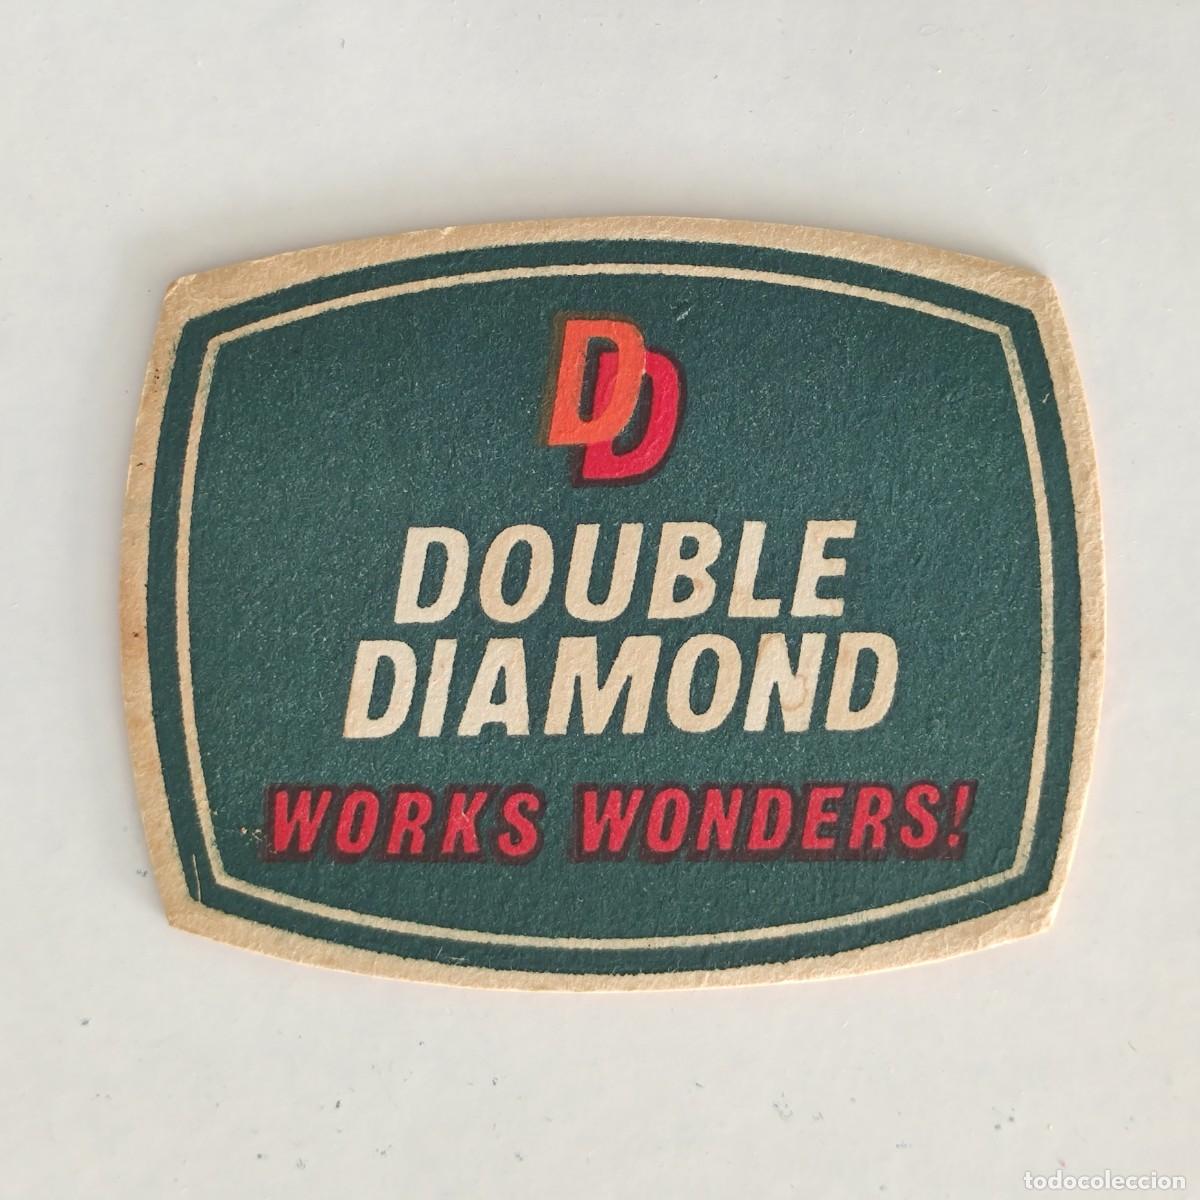 DD
DOUBLE
DIAMOND
WORKS WONDERS!
todocoleccion